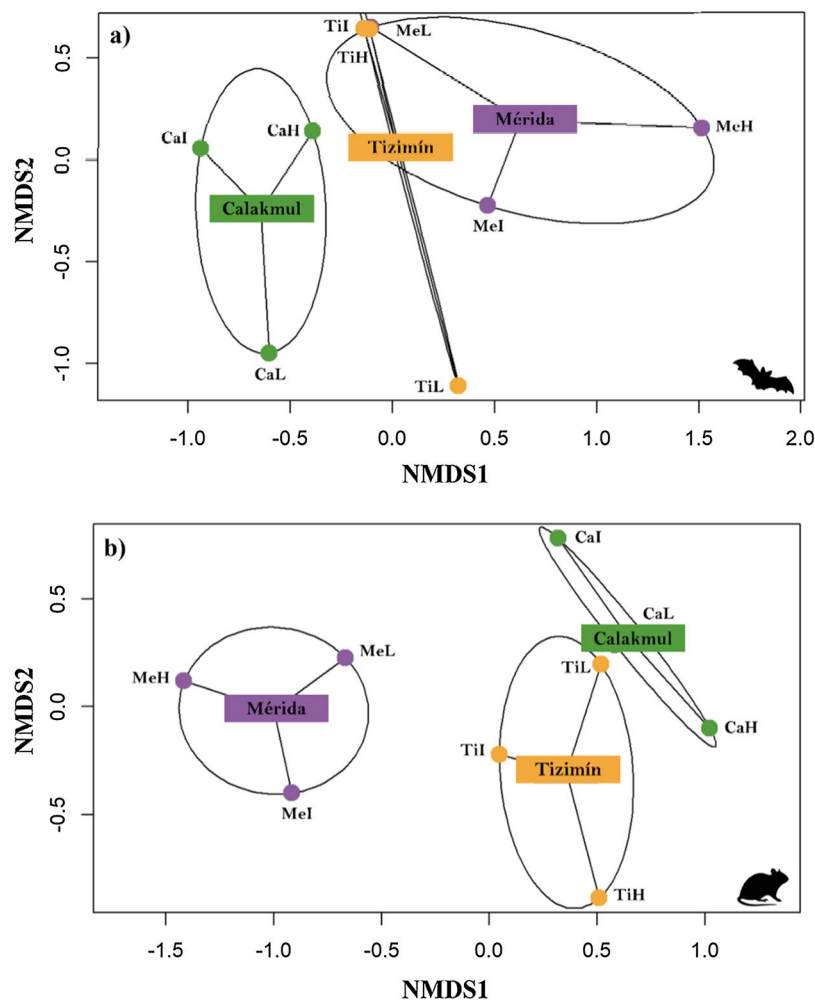 a)
TiI
MeL
TiH
0.5
CaH
CaI
Mérida
McH
Tizimín
0.0
NMDS2
Calakmul
MeI
-0.5
-1.0
CaL
TiL
-1.0
-0.5
0.0
0.5
1.0
1.5
2.0
NMDS1
b)
CaI
0.5
CaL
Calakmul
MeL
TiL
MeH
NMDS2
0.0
Mérida
CaH
TiI
Tizimín
-0.5
MeI
TiH
-1.5
-1.0
-0.5
0.0
0.5
1.0
NMDS1